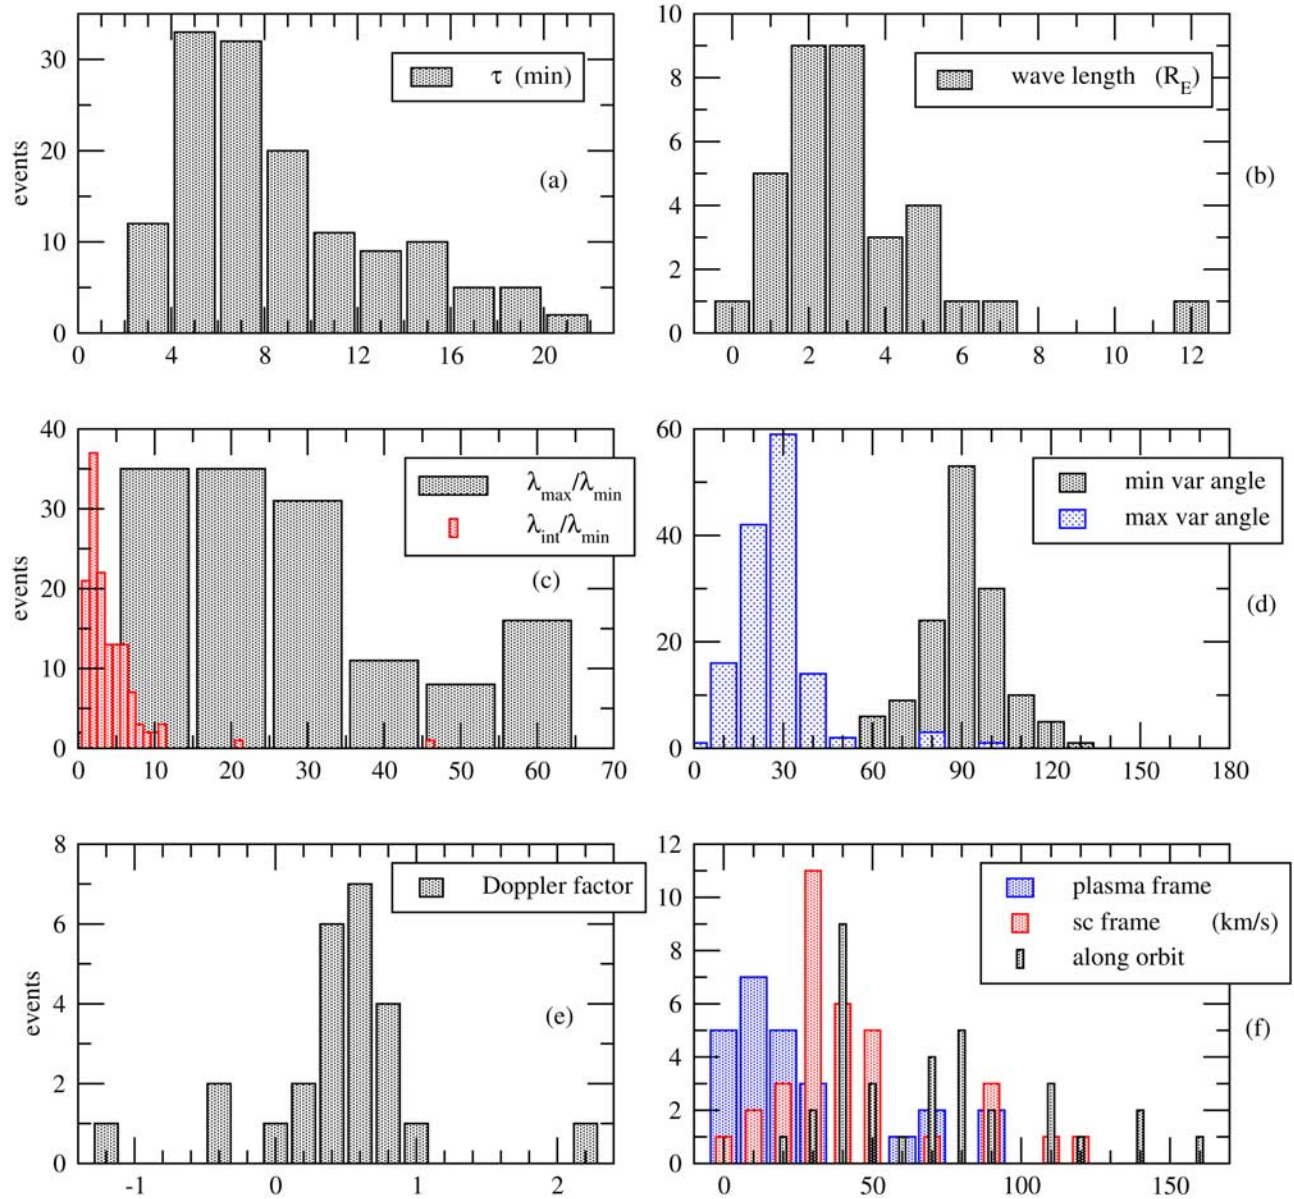 30
20
10
0
events
τ (min)
(a)
0 4 8 12 16 20
10
8
6
4
2
0
wave length (R_E)
(b)
0 2 4 6 8 10 12
40
30
20
10
0
events
λ_max/λ_min
λ_int/λ_min
(c)
0 10 20 30 40 50 60 70
60
40
20
0
min var angle
max var angle
(d)
0 30 60 90 120 150 180
8
6
4
2
0
events
Doppler factor
(e)
-1 0 1 2
12
10
8
6
4
2
0
plasma frame
sc frame (km/s)
along orbit
(f)
0 50 100 150